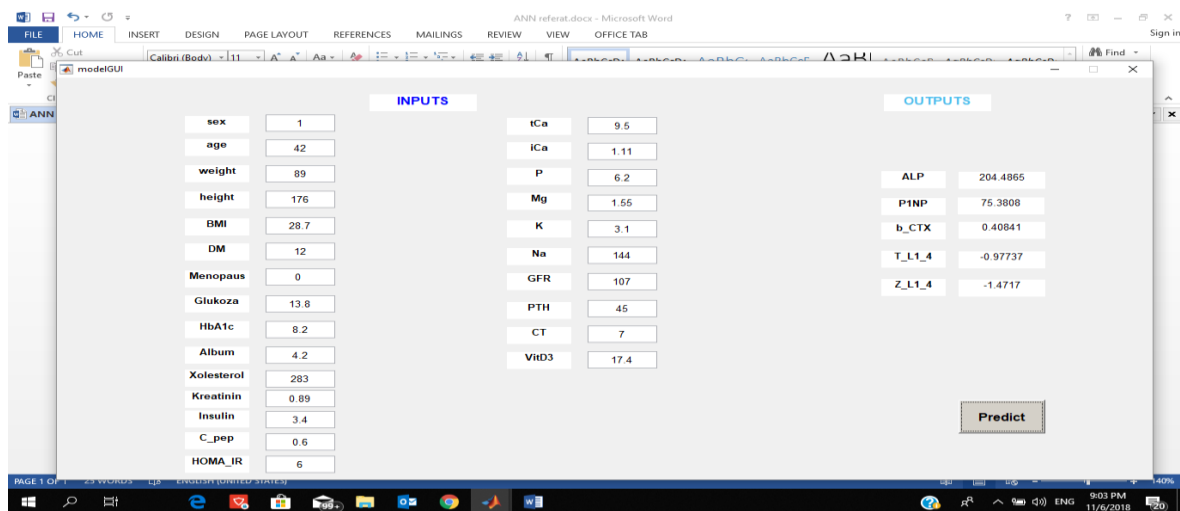 ANN referat.docx - Microsoft Word
FILE HOME INSERT DESIGN PAGE LAYOUT REFERENCES MAILINGS REVIEW VIEW OFFICE TAB Sign in
Cut
Paste
Calibri (Body) 11
Find
modelGUI
ANN
INPUTS
sex 1
age 42
weight 89
height 176
BMI 28.7
DM 12
Menopaus 0
Glukoza 13.8
HbA1c 8.2
Album 4.2
Xolesterol 283
Kreatinin 0.89
Insulin 3.4
C_pep 0.6
HOMA_IR 6
tCa 9.5
iCa 1.11
P 6.2
Mg 1.55
K 3.1
Na 144
GFR 107
PTH 45
CT 7
VitD3 17.4
OUTPUTS
ALP 204.4865
P1NP 75.3808
b_CTX 0.40841
T_L1_4 -0.97737
Z_L1_4 -1.4717
Predict
PAGE 1 OF 1 25 WORDS ENGLISH (UNITED STATES) 140%
99+
ENG
9:03 PM
11/6/2018
20